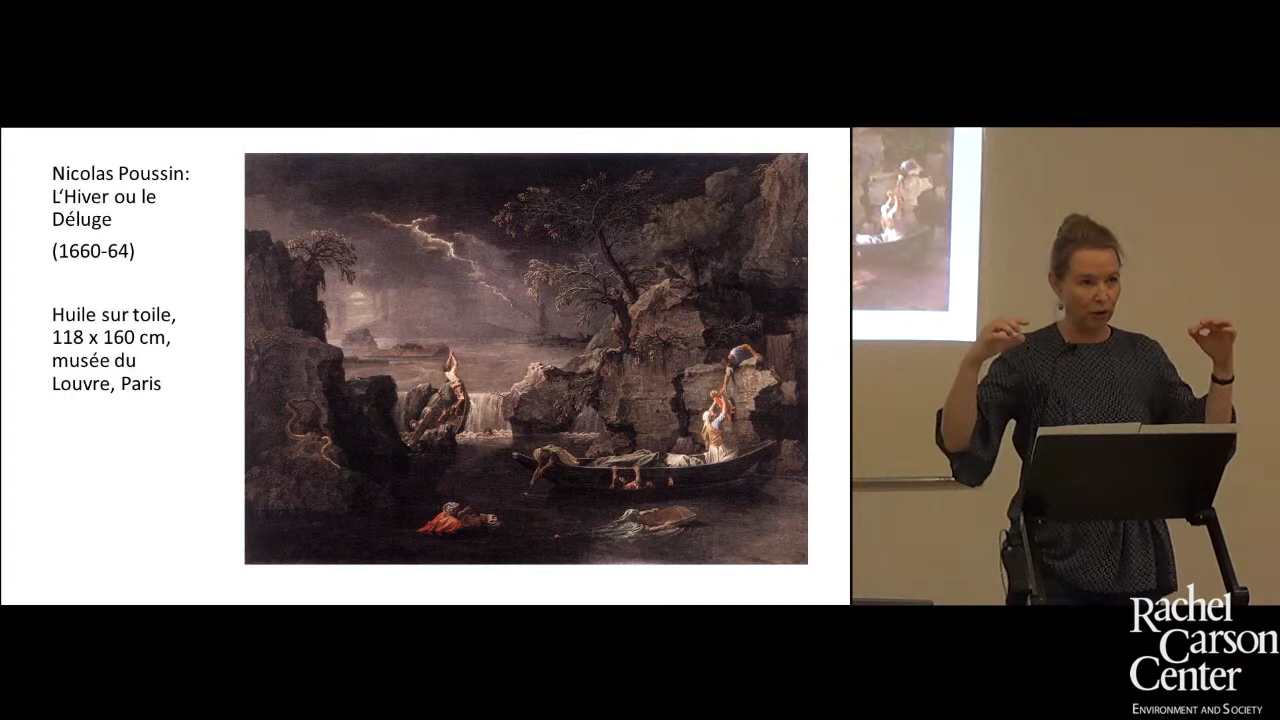 Nicolas Poussin:
L‘Hiver ou le
Déluge
(1660-64)
Huile sur toile,
118 x 160 cm,
musée du
Louvre, Paris
Rachel
Carson
Center
ENVIRONMENT AND SOCIETY